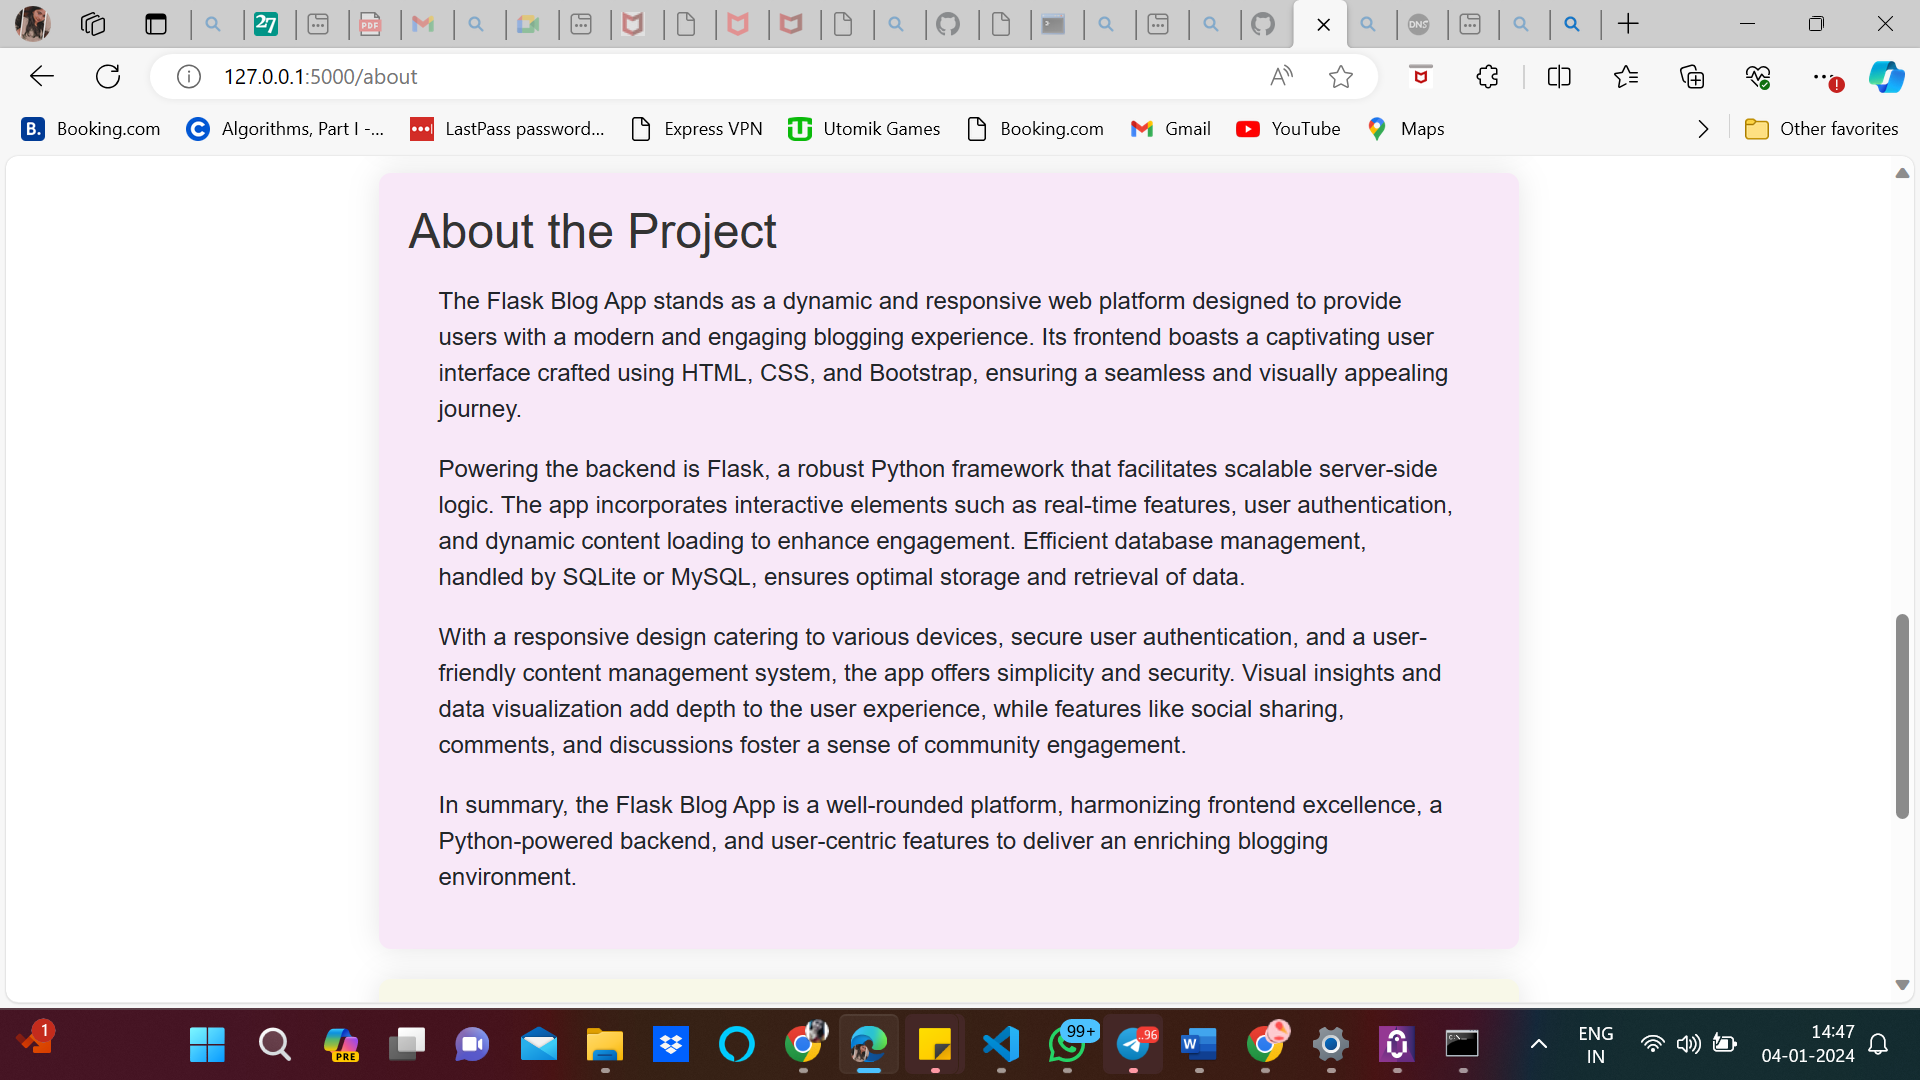 27
PDF
DNS
127.0.0.1:5000/about
B. Booking.com
Algorithms, Part I -...
LastPass password...
Express VPN
Utomik Games
Booking.com
Gmail
YouTube
Maps
Other favorites
About the Project
The Flask Blog App stands as a dynamic and responsive web platform designed to provide
users with a modern and engaging blogging experience. Its frontend boasts a captivating user
interface crafted using HTML, CSS, and Bootstrap, ensuring a seamless and visually appealing
journey.
Powering the backend is Flask, a robust Python framework that facilitates scalable server-side
logic. The app incorporates interactive elements such as real-time features, user authentication,
and dynamic content loading to enhance engagement. Efficient database management,
handled by SQLite or MySQL, ensures optimal storage and retrieval of data.
With a responsive design catering to various devices, secure user authentication, and a user-
friendly content management system, the app offers simplicity and security. Visual insights and
data visualization add depth to the user experience, while features like social sharing,
comments, and discussions foster a sense of community engagement.
In summary, the Flask Blog App is a well-rounded platform, harmonizing frontend excellence, a
Python-powered backend, and user-centric features to deliver an enriching blogging
environment.
1
PRE
99+
..96
W
ENG
IN
14:47
04-01-2024